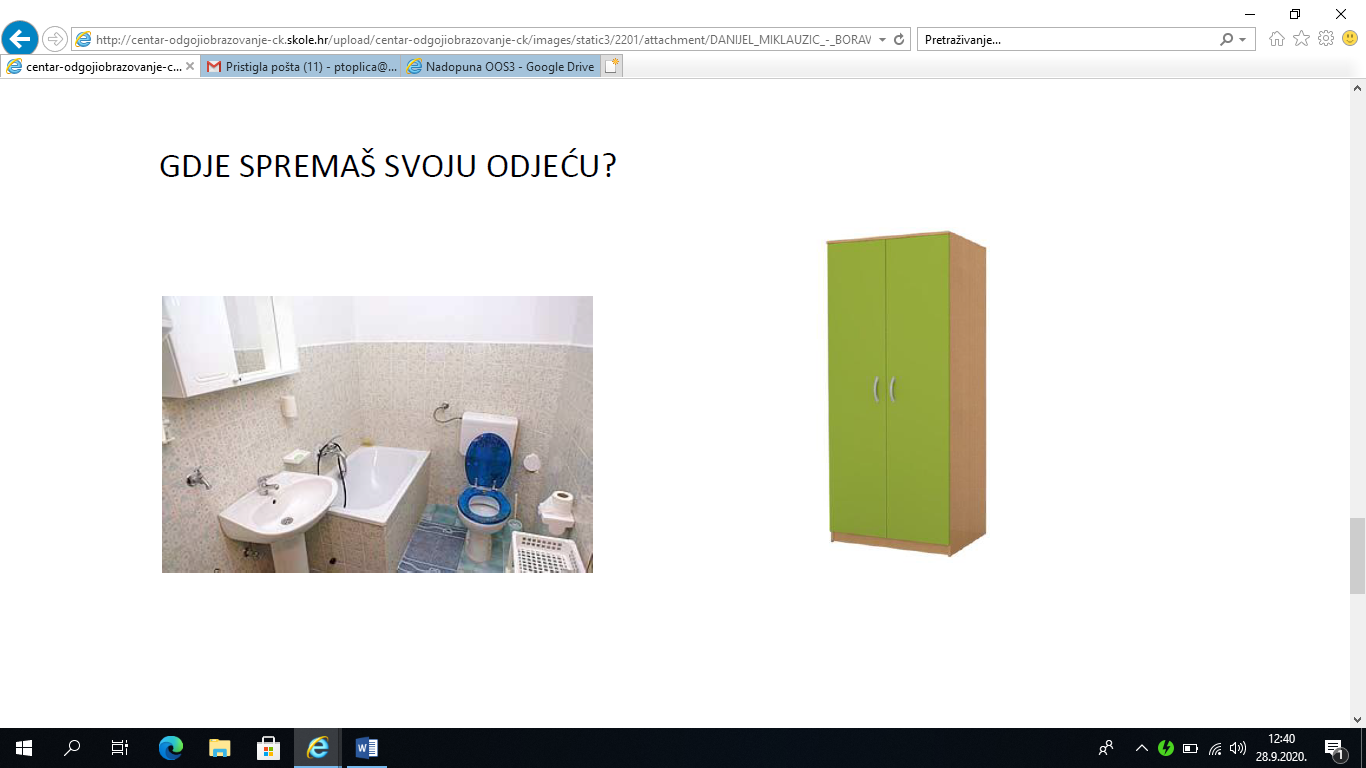 http://centar-odgojiobrazovanje-ck.skole.hr/upload/centar-odgojiobrazovanje-ck/images/static3/2201/attachment/DANIJEL_MIKLAUZIC_-_BORAV
Pretraživanje...
centar-odgojiobrazovanje-c...
Pristigla pošta (11) - ptoplica@...
Nadopuna OOS3 - Google Drive
GDJE SPREMAŠ SVOJU ODJEĆU?
12:40
28.9.2020.
1